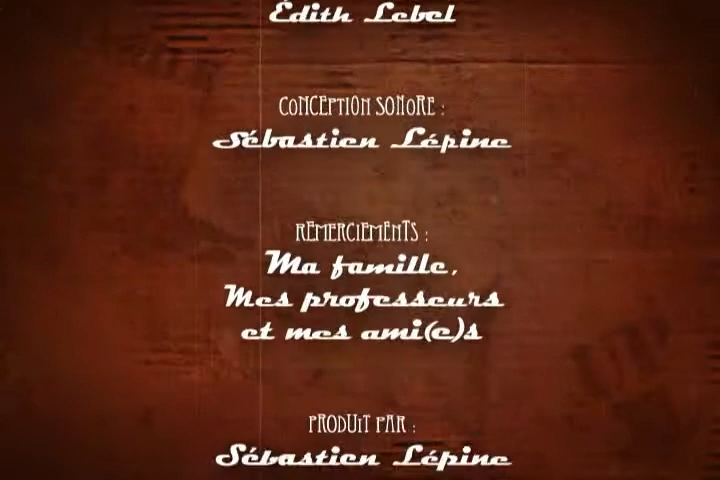 Édith Lebel
CONCEPTION SONORE :
Sébastien Lépine
REMERCIEMENTS :
Ma famille,
Mes professeurs
et mes ami(e)s
PRODUIT PAR :
Sébastien Lépine